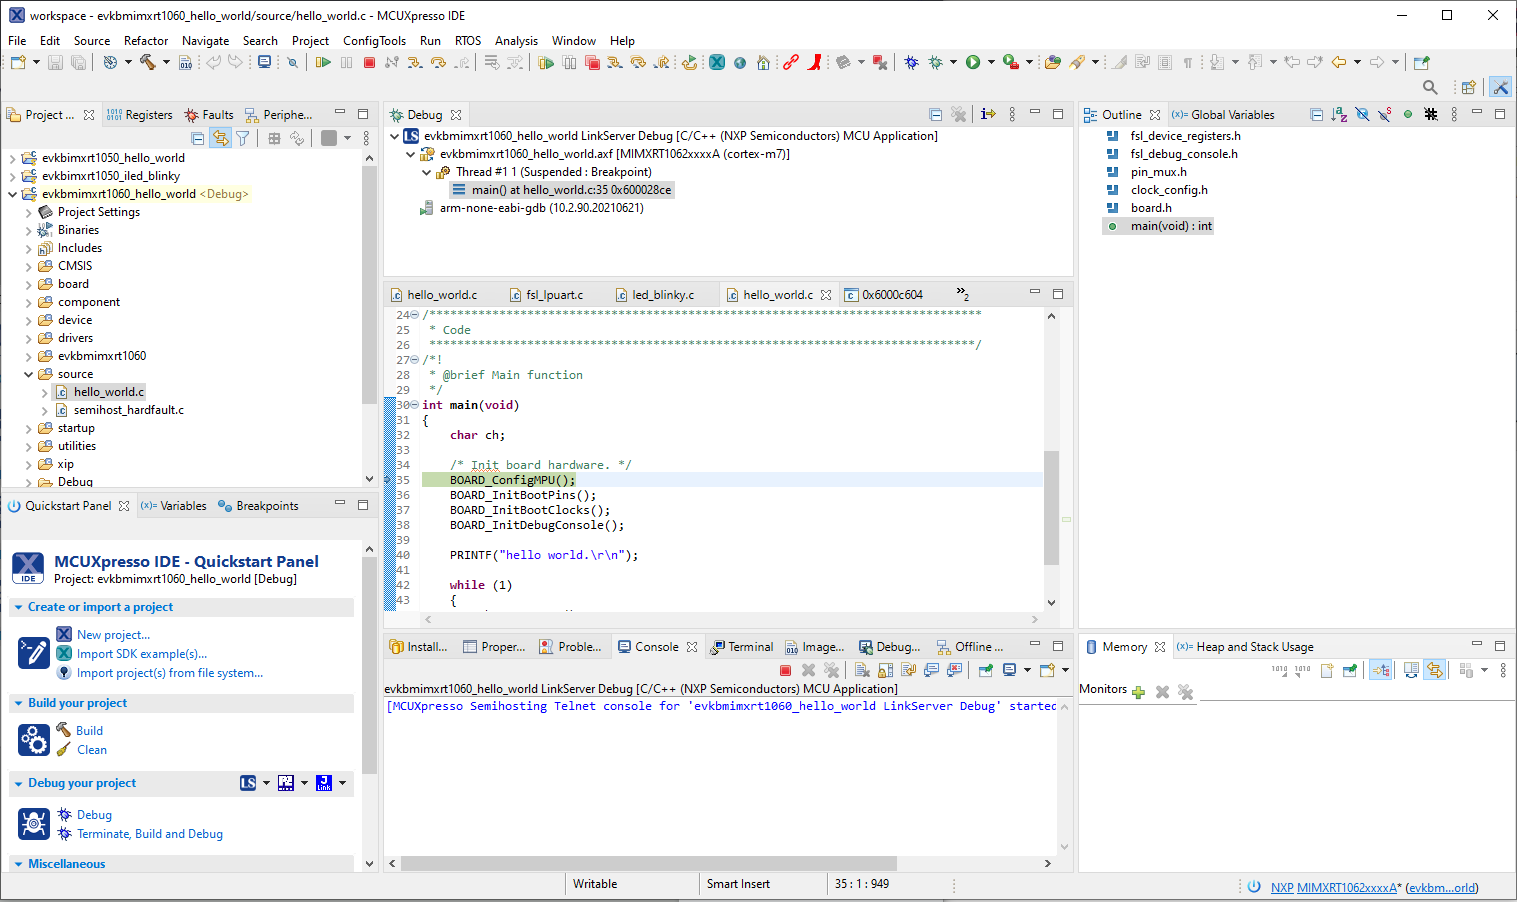 workspace - evkbmimxrt1060_hello_world/source/hello_world.c - MCUXpresso IDE
File Edit Source Refactor Navigate Search Project ConfigTools Run RTOS Analysis Window Help
Project ... Registers Faults Periphe...
evkbimxrt1050_hello_world
evkbimxrt1050_iled_blinky
evkbmimxrt1060_hello_world <Debug>
Project Settings
Binaries
Includes
CMSIS
board
component
device
drivers
evkbmimxrt1060
source
hello_world.c
semihost_hardfault.c
startup
utilities
xip
Debug
Quickstart Panel (x)= Variables Breakpoints
IDE
MCUXpresso IDE - Quickstart Panel
Project: evkbmimxrt1060_hello_world [Debug]
Create or import a project
New project...
Import SDK example(s)...
Import project(s) from file system...
Build your project
Build
Clean
Debug your project LS J Link
Debug
Terminate, Build and Debug
Miscellaneous
Debug
LS evkbmimxrt1060_hello_world LinkServer Debug [C/C++ (NXP Semiconductors) MCU Application]
evkbmimxrt1060_hello_world.axf [MIMXRT1062xxxxA (cortex-m7)]
Thread #1 1 (Suspended : Breakpoint)
main() at hello_world.c:35 0x600028ce
arm-none-eabi-gdb (10.2.90.20210621)
hello_world.c fsl_lpuart.c led_blinky.c hello_world.c 0x6000c604 »2
24 /*******************************************************************************
25 * Code
26 ******************************************************************************/
27 /*!
28 * @brief Main function
29 */
30 int main(void)
31 {
32 char ch;
33
34 /* Init board hardware. */
35 BOARD_ConfigMPU();
36 BOARD_InitBootPins();
37 BOARD_InitBootClocks();
38 BOARD_InitDebugConsole();
39
40 PRINTF("hello world.\r\n");
41
42 while (1)
43 {
Install... Proper... Proble... Console Terminal Image... Debug... Offline ...
evkbmimxrt1060_hello_world LinkServer Debug [C/C++ (NXP Semiconductors) MCU Application]
[MCUXpresso Semihosting Telnet console for 'evkbmimxrt1060_hello_world LinkServer Debug' started
Outline (x)= Global Variables
fsl_device_registers.h
fsl_debug_console.h
pin_mux.h
clock_config.h
board.h
main(void) : int
Memory (x)= Heap and Stack Usage
Monitors
Writable Smart Insert 35 : 1 : 949
NXP MIMXRT1062xxxxA* (evkbm...orld)